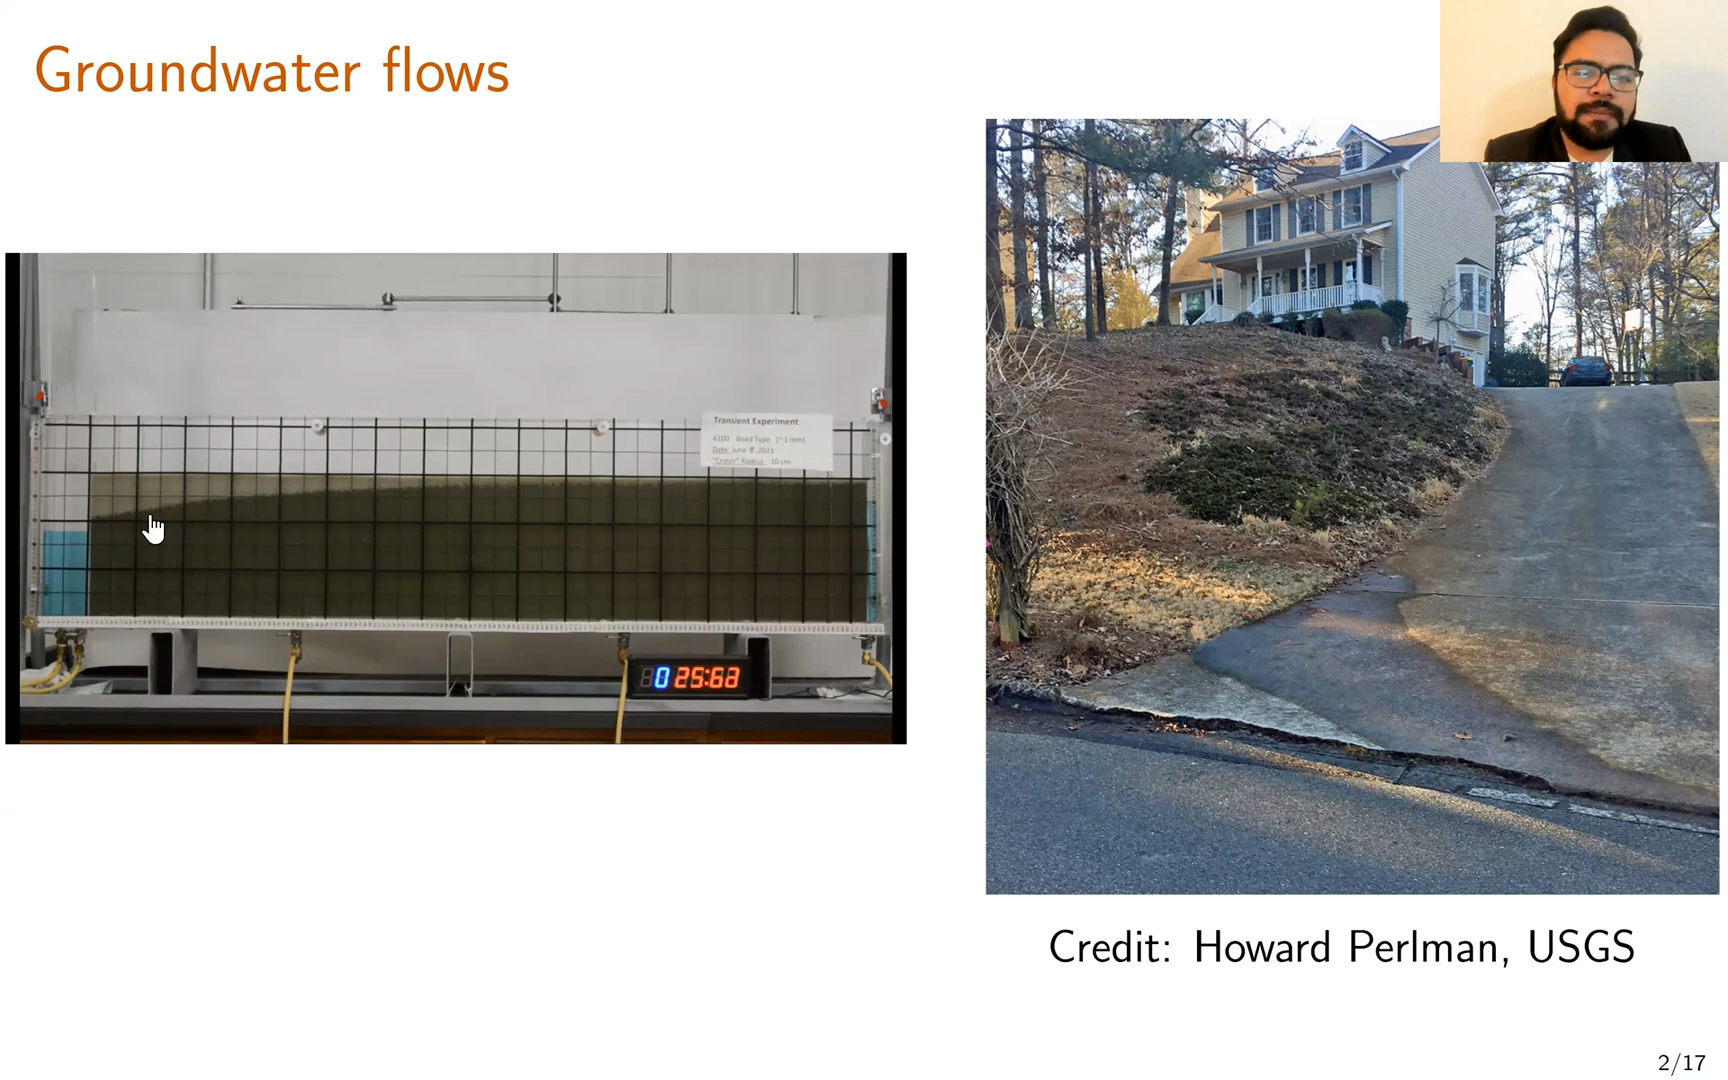 Groundwater flows
Transient Experiment
A100 Bead Type (~ 1 mm)
Date: June 8, 2021
"Crater" Radius: 10 cm
0 25:63
Credit: Howard Perlman, USGS
2/17